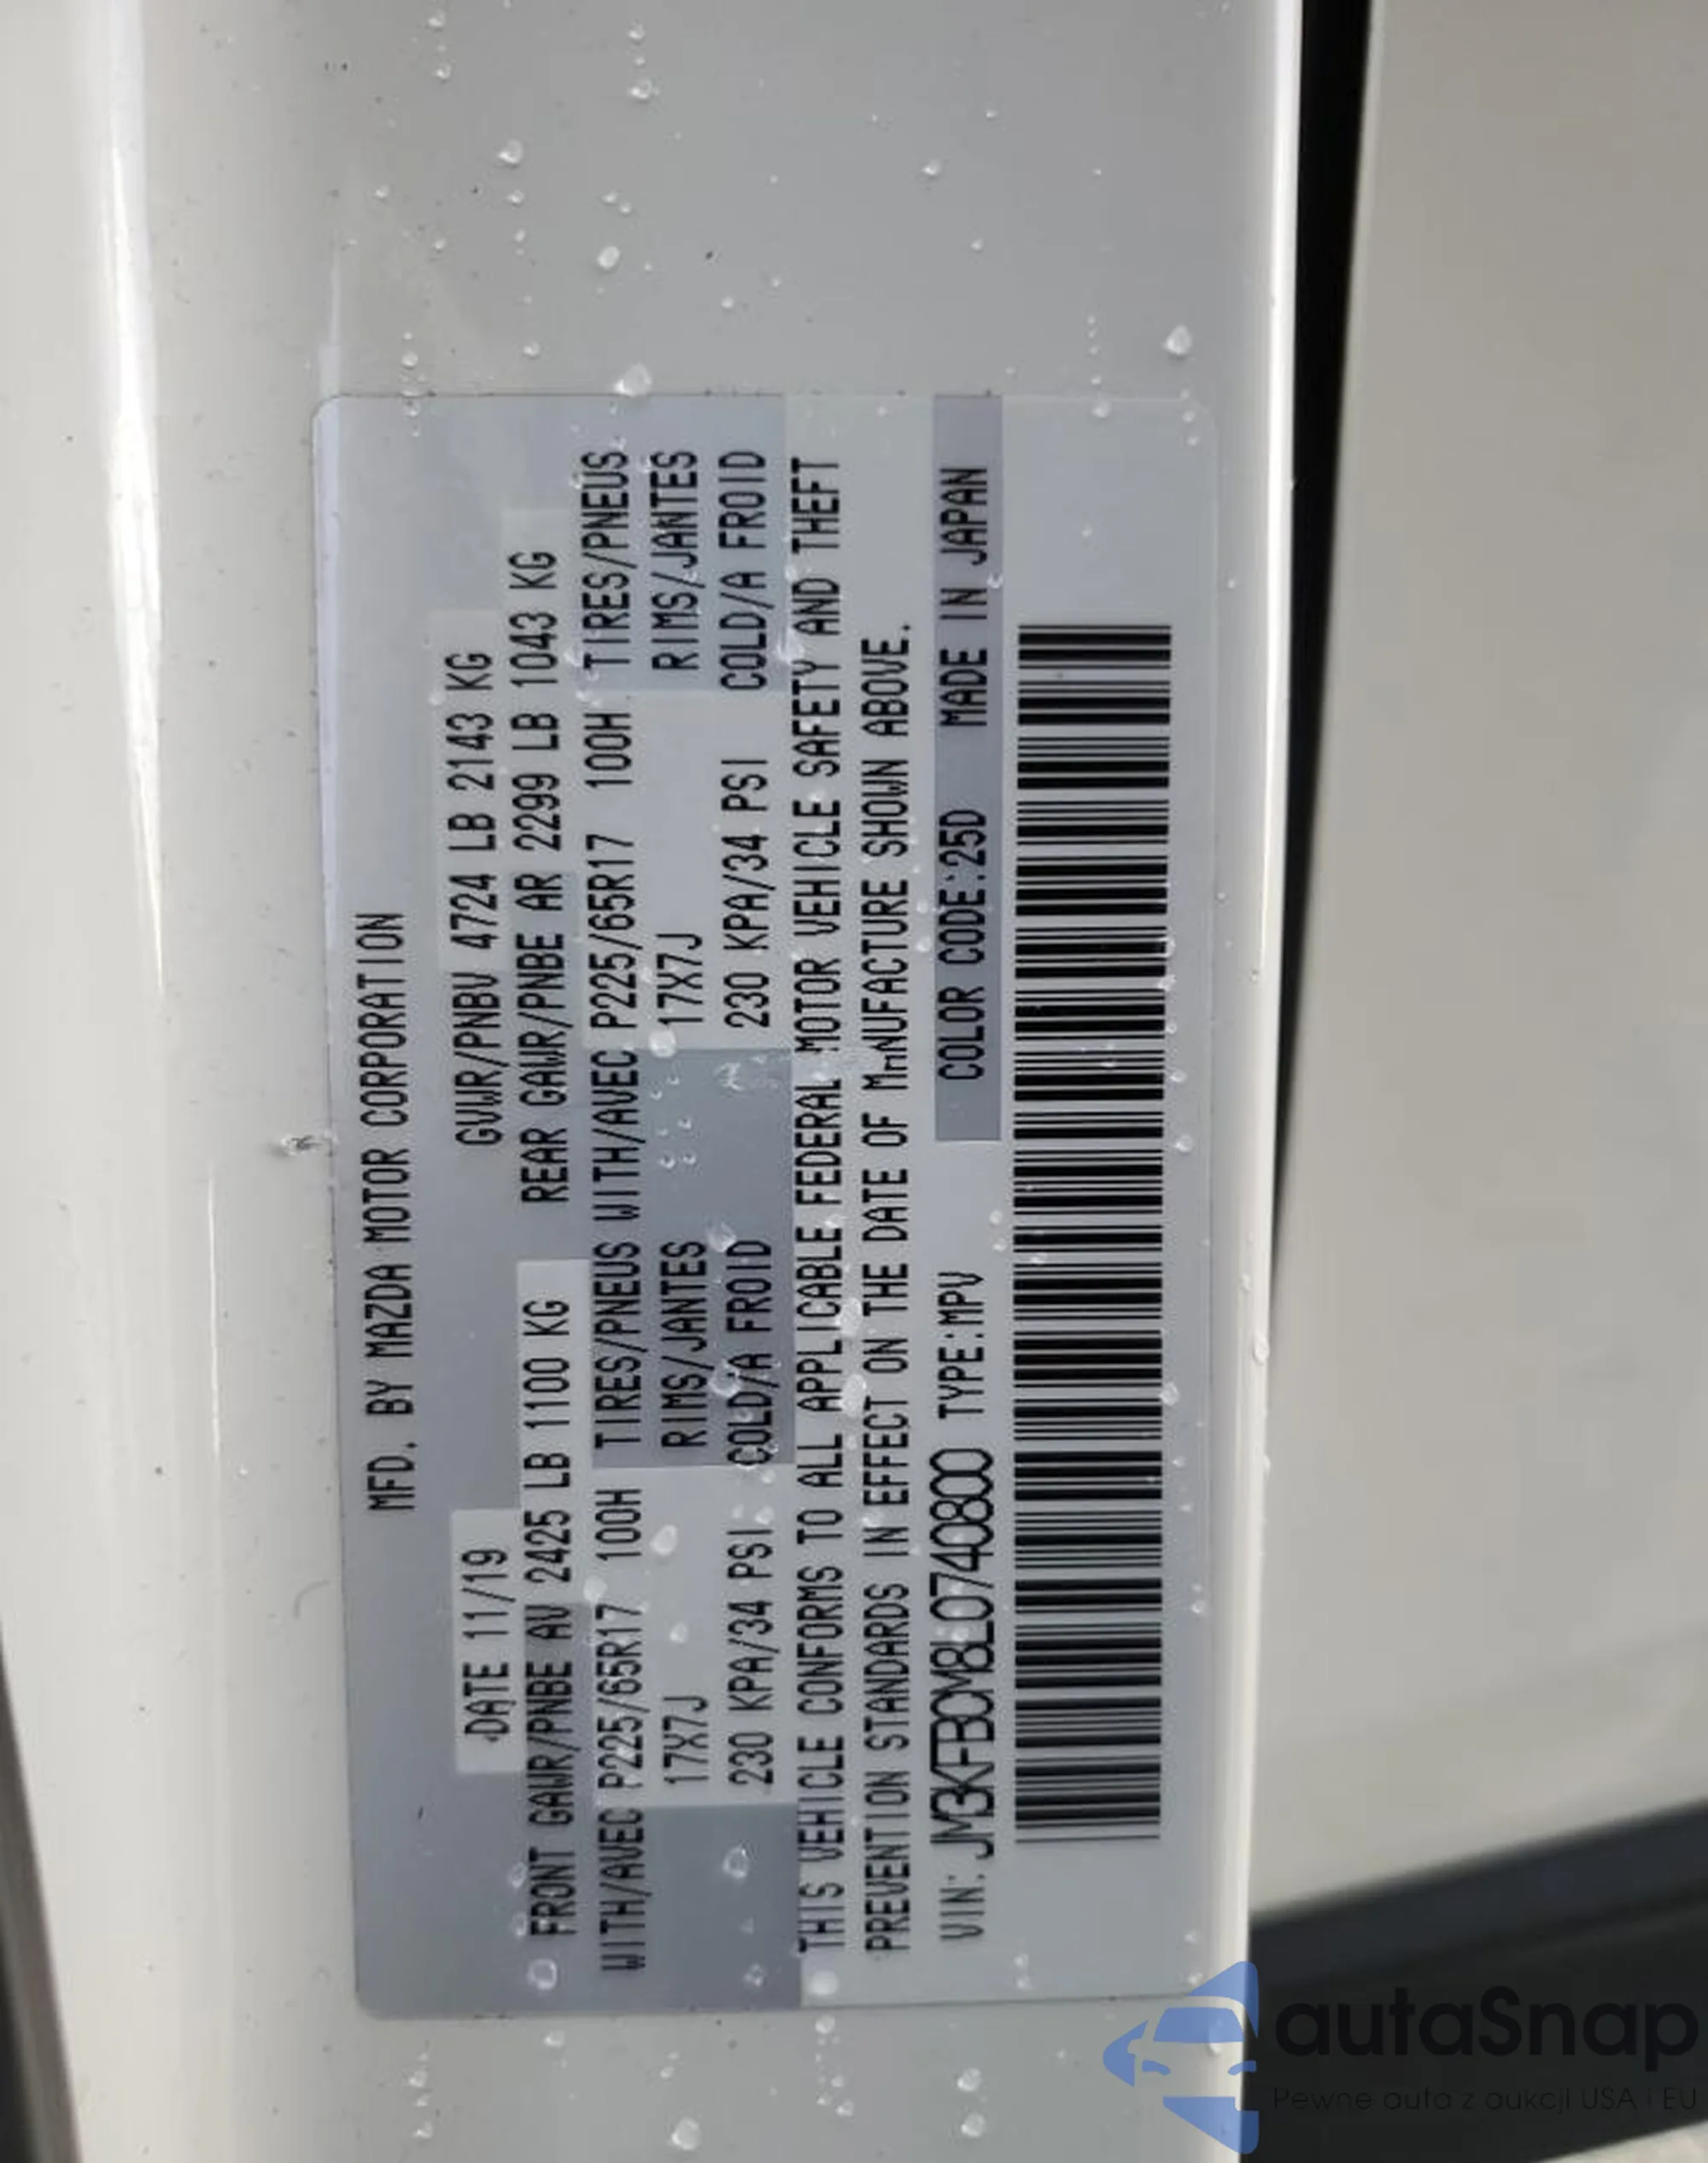 MFD. BY MAZDA MOTOR CORPORATION
DATE 11/19 GVWR/PNBV 4724 LB 2143 KG
FRONT GAWR/PNBE AV 2425 LB 1100 KG REAR GAWR/PNBE AR 2299 LB 1043 KG
WITH/AVEC P225/65R17 100H TIRES/PNEUS WITH/AVEC P225/65R17 100H TIRES/PNEUS
17X7J RIMS/JANTES 17X7J RIMS/JANTES
230 KPA/34 PSI COLD/A FROID 230 KPA/34 PSI COLD/A FROID
THIS VEHICLE CONFORMS TO ALL APPLICABLE FEDERAL MOTOR VEHICLE SAFETY AND THEFT
PREVENTION STANDARDS IN EFFECT ON THE DATE OF MANUFACTURE SHOWN ABOVE.
VIN: JM3KFBCM8L0740800 TYPE:MPV COLOR CODE:25D MADE IN JAPAN
autaSnap
Pewne auta z aukcji USA i EU